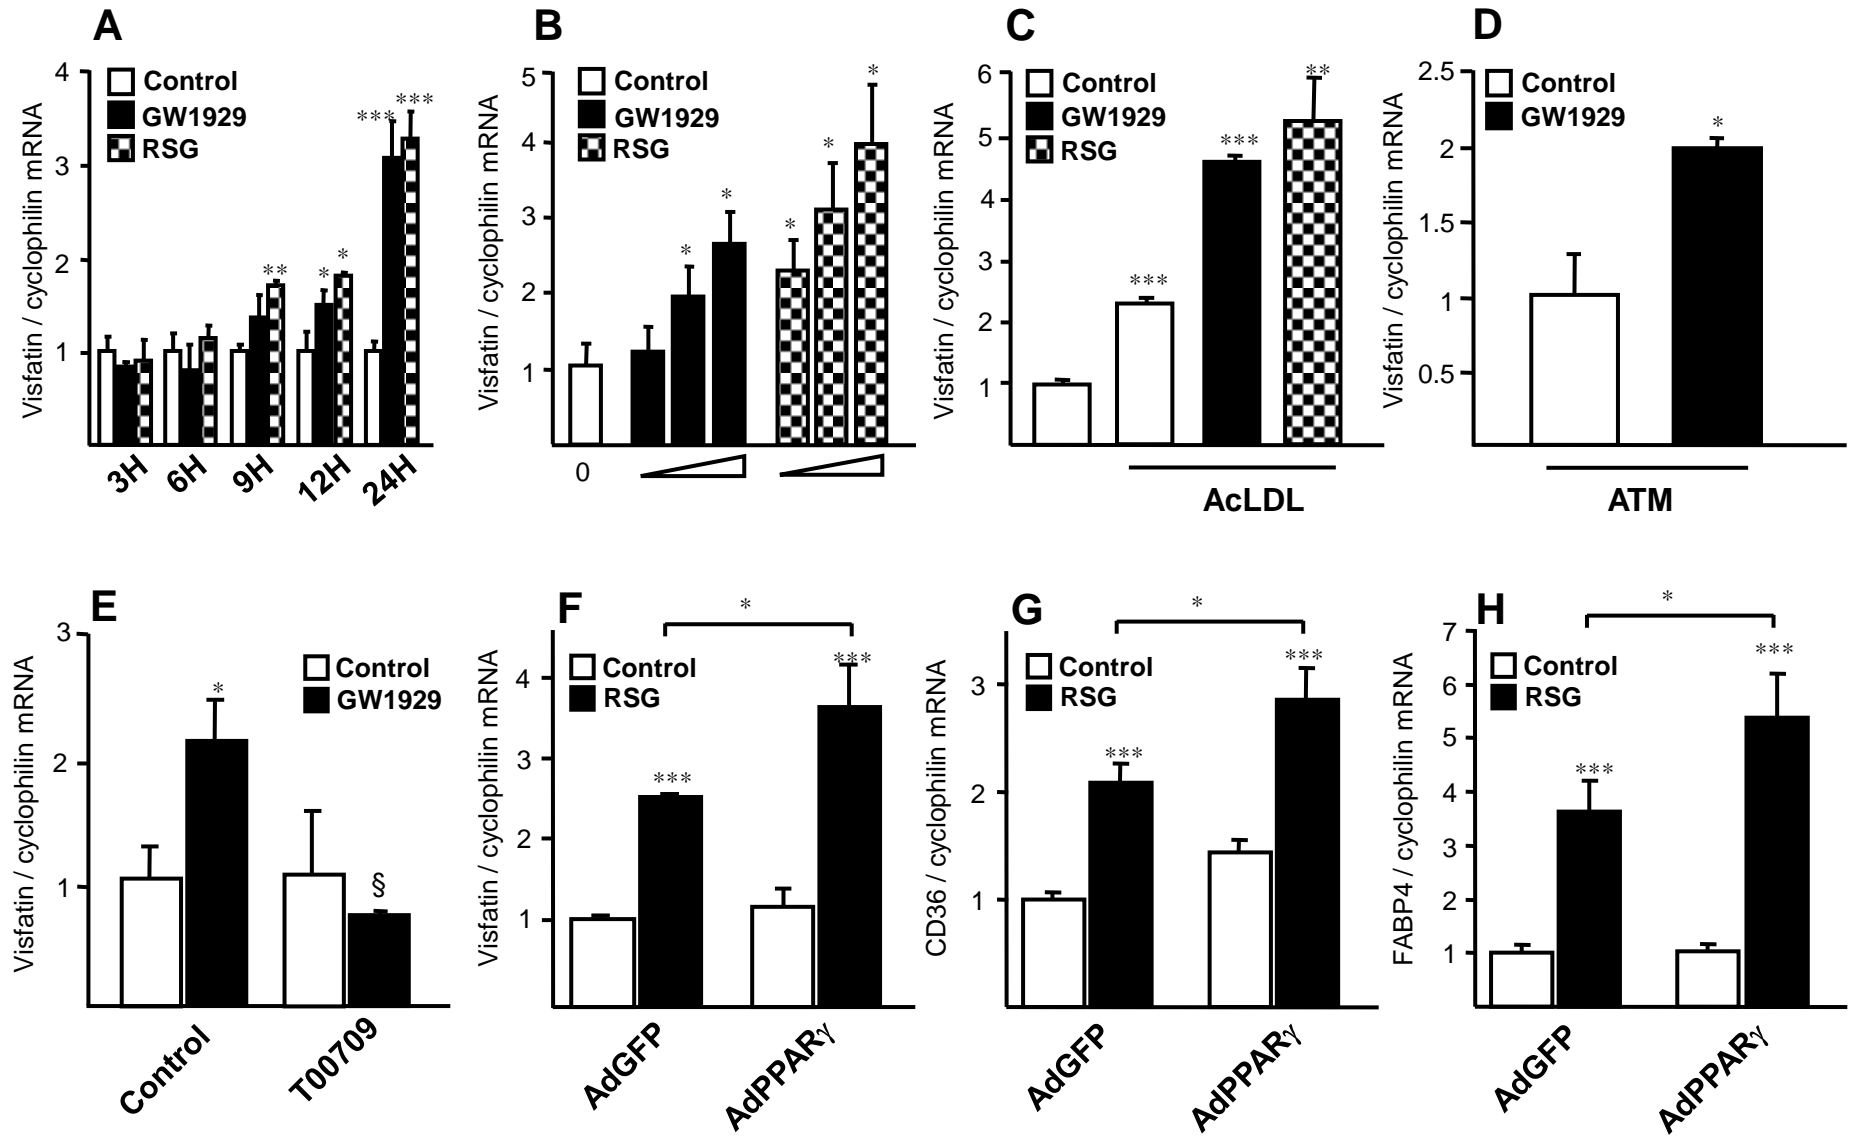 A
Visfatin / cyclophilin mRNA
4
3
2
1
Control
GW1929
RSG
** * *
*** ***
3H 6H 9H 12H 24H
B
Visfatin / cyclophilin mRNA
5
4
3
2
1
Control
GW1929
RSG
* * * * *
0
C
Visfatin / cyclophilin mRNA
6
5
4
3
2
1
Control
GW1929
RSG
*** *** **
AcLDL
D
Visfatin / cyclophilin mRNA
2.5
2
1.5
1
0.5
Control
GW1929
*
ATM
E
Visfatin / cyclophilin mRNA
3
2
1
Control
GW1929
* §
Control T00709
F
Visfatin / cyclophilin mRNA
4
3
2
1
Control
RSG
*
*** ***
AdGFP AdPPARγ
G
CD36 / cyclophilin mRNA
3
2
1
Control
RSG
*
*** ***
AdGFP AdPPARγ
H
FABP4 / cyclophilin mRNA
7
6
5
4
3
2
1
Control
RSG
*
*** ***
AdGFP AdPPARγ